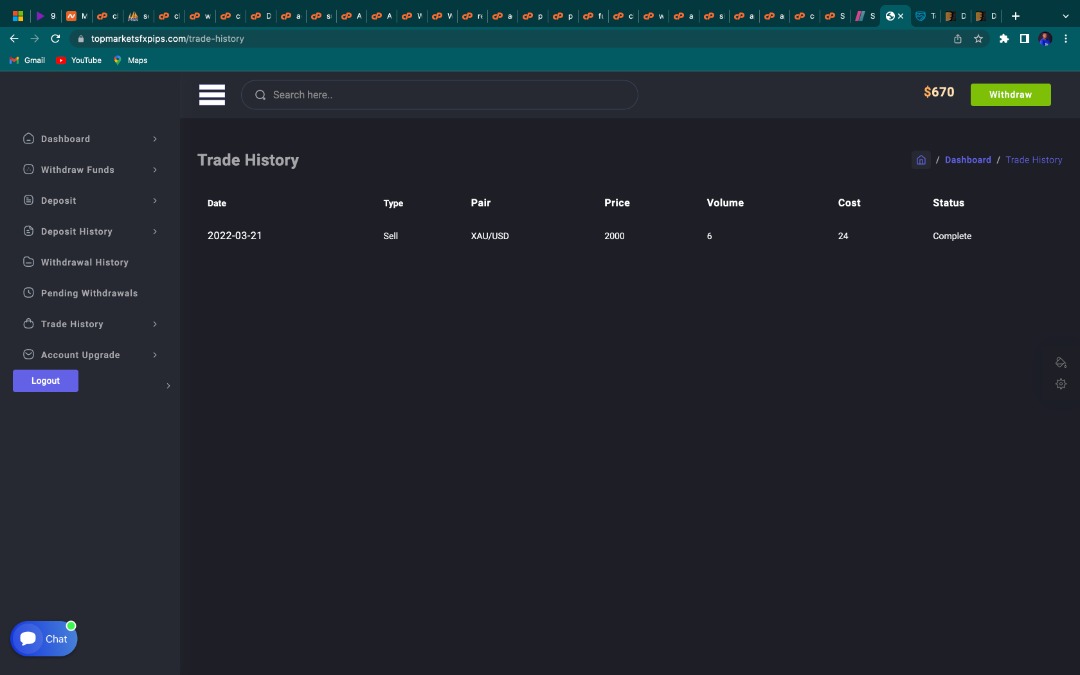 topmarketsfxpips.com/trade-history
Gmail YouTube Maps
Search here.. $670 Withdraw
Dashboard
Withdraw Funds
Deposit
Deposit History
Withdrawal History
Pending Withdrawals
Trade History
Account Upgrade
Logout
Trade History / Dashboard / Trade History
Date Type Pair Price Volume Cost Status
2022-03-21 Sell XAU/USD 2000 6 24 Complete
Chat